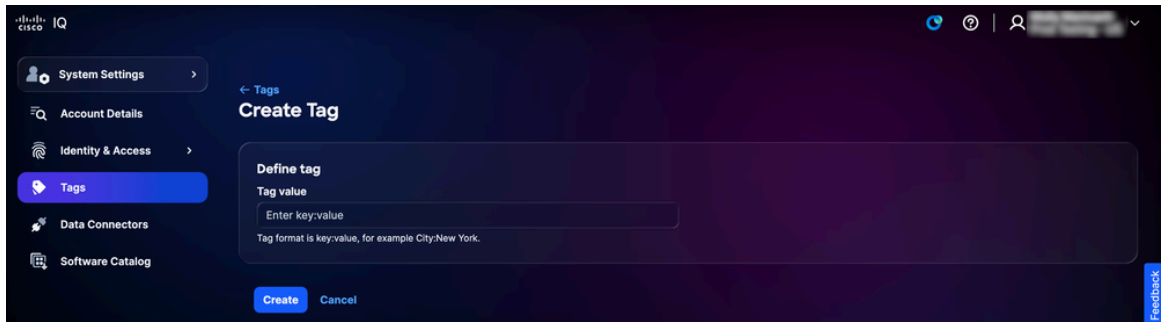 cisco IQ
System Settings
← Tags
Create Tag
Account Details
Identity & Access
Tags
Data Connectors
Software Catalog
Define tag
Tag value
Enter key:value
Tag format is key:value, for example City:New York.
Create Cancel
Feedback